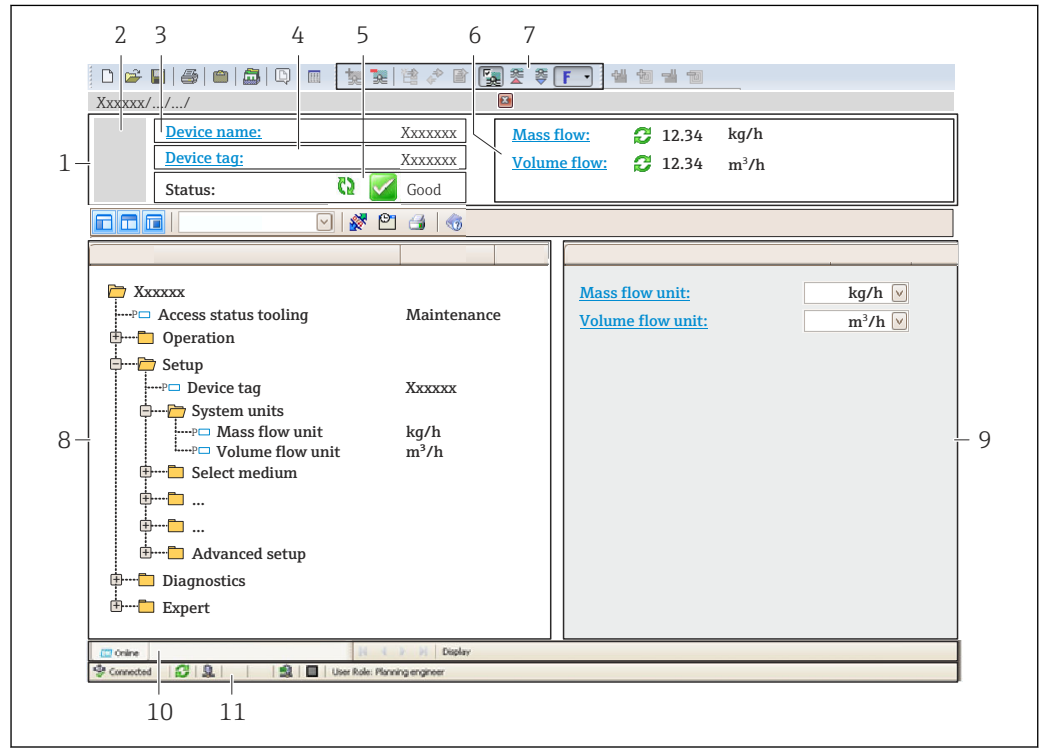 2 3 4 5 6 7
F
Xxxxxx/.../.../
1
Device name: Xxxxxxx
Device tag: Xxxxxxx
Status: Good
Mass flow: 12.34 kg/h
Volume flow: 12.34 m³/h
Xxxxxx
P Access status tooling Maintenance
Operation
Setup
P Device tag Xxxxxx
System units
P Mass flow unit kg/h
P Volume flow unit m³/h
Select medium
...
...
Advanced setup
Diagnostics
Expert
8
Mass flow unit: kg/h
Volume flow unit: m³/h
9
Online Display
Connected User Role: Planning engineer
10 11